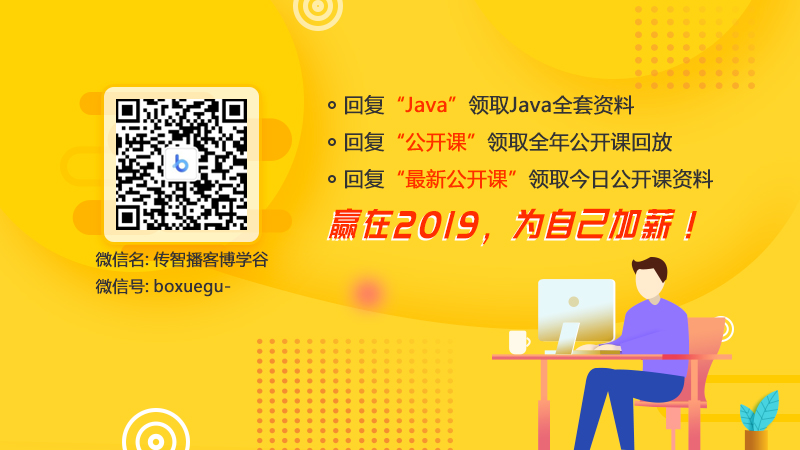 回复“Java”领取Java全套资料
回复“公开课”领取全年公开课回放
回复“最新公开课”领取今日公开课资料
赢在2019，为自己加薪！
微信名: 传智播客博学谷
微信号: boxuegu-